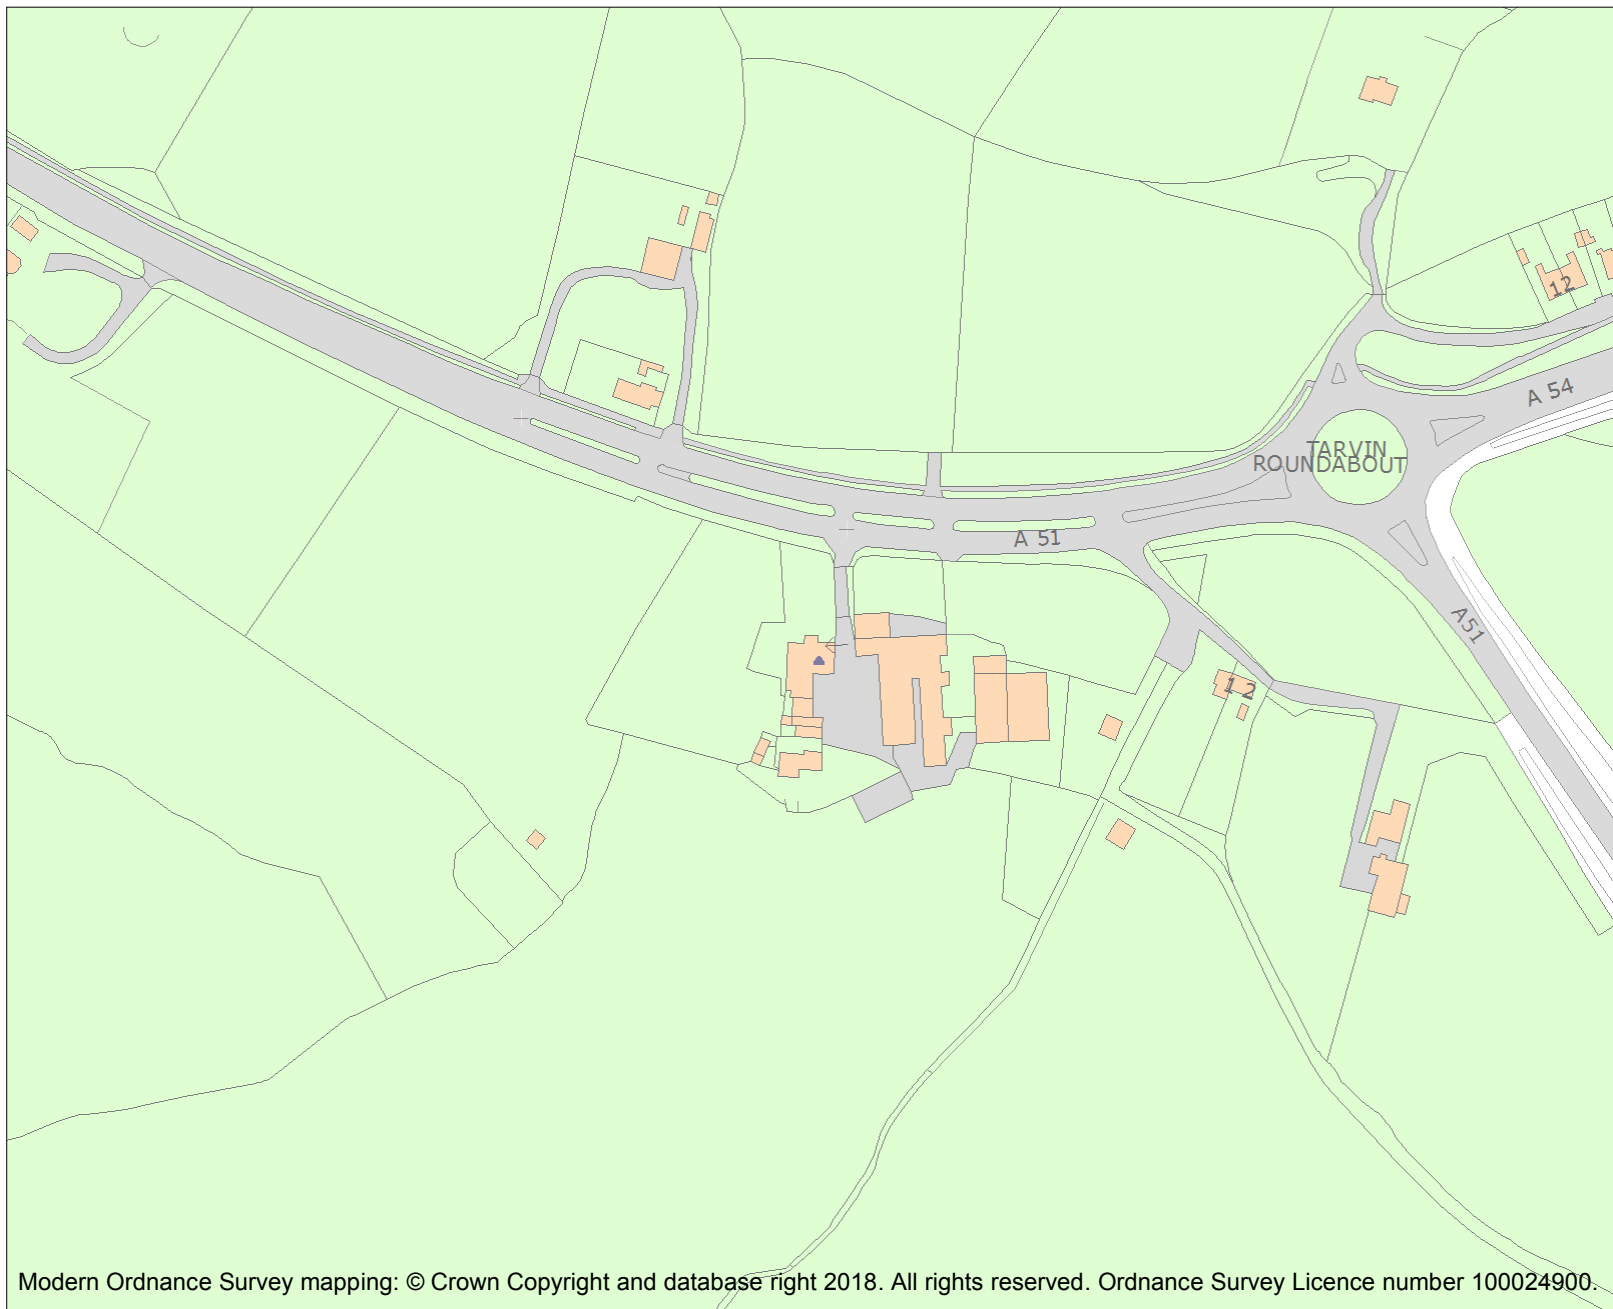 12
A 54
TARVIN
ROUNDABOUT
A 51
A51
1 2
Modern Ordnance Survey mapping: © Crown Copyright and database right 2018. All rights reserved. Ordnance Survey Licence number 100024900.